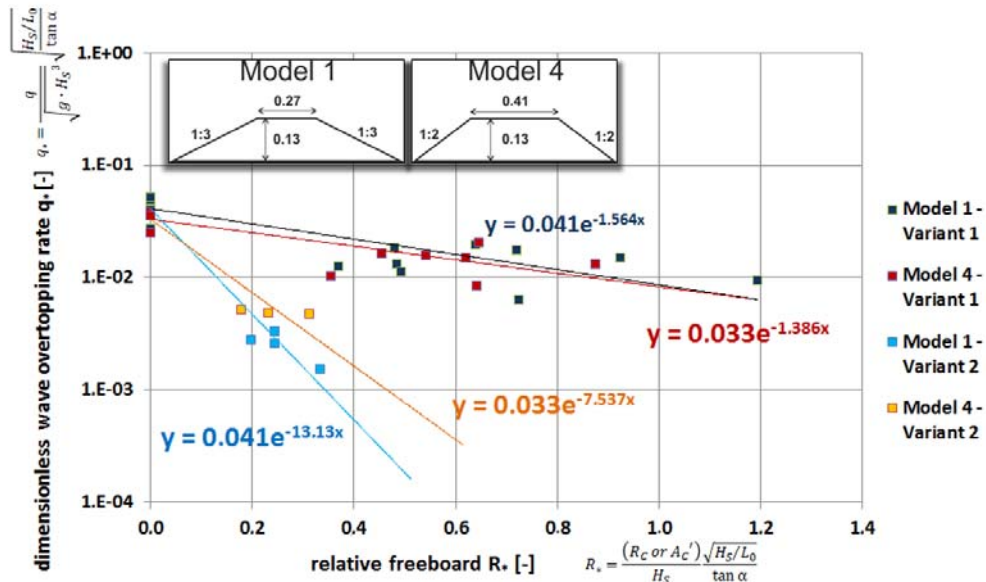 dimensionless wave overtopping rate q* [-] q* = q / √(g · H_S³) √(H_S/L_0 / tan α)
1.E+00
1.E-01
1.E-02
1.E-03
1.E-04
Model 1
0.27
1:3
0.13
1:3
Model 4
0.41
1:2
0.13
1:2
y = 0.041e^-1.564x
y = 0.033e^-1.386x
y = 0.033e^-7.537x
y = 0.041e^-13.13x
Model 1 -
Variant 1
Model 4 -
Variant 1
Model 1 -
Variant 2
Model 4 -
Variant 2
0.0 0.2 0.4 0.6 0.8 1.0 1.2 1.4
relative freeboard R* [-]
R* = (R_C or A_C') / H_S √(H_S/L_0) / tan α